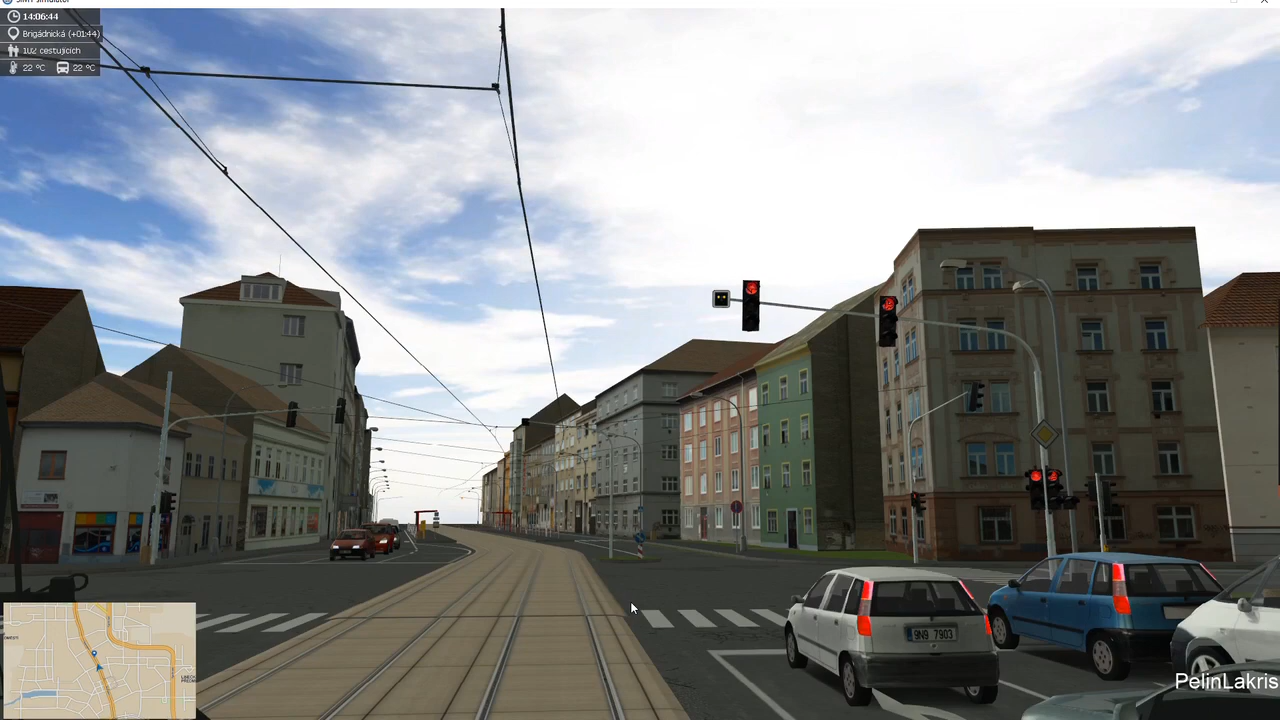 14:06:44
Brigádnická (+01:44)
102 cestujících
22 °C 22 °C
9N9 7903
PelinLakris